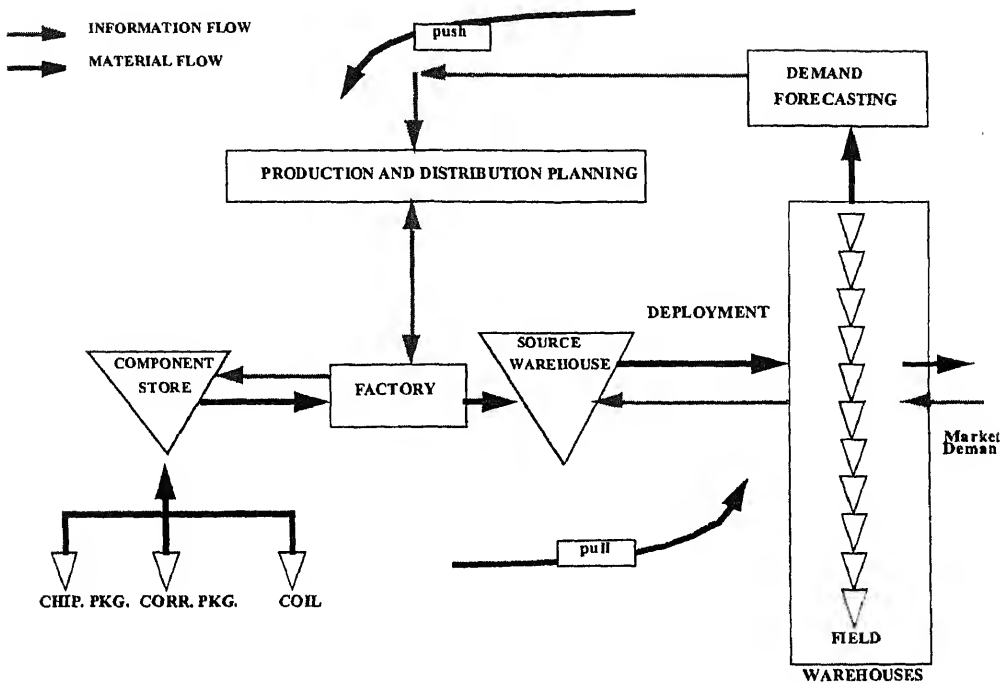 INFORMATION FLOW
MATERIAL FLOW
push
DEMAND
FORECASTING
PRODUCTION AND DISTRIBUTION PLANNING
DEPLOYMENT
COMPONENT
STORE
FACTORY
SOURCE
WAREHOUSE
Market
Deman
pull
CHIP. PKG. CORR. PKG. COIL
FIELD
WAREHOUSES